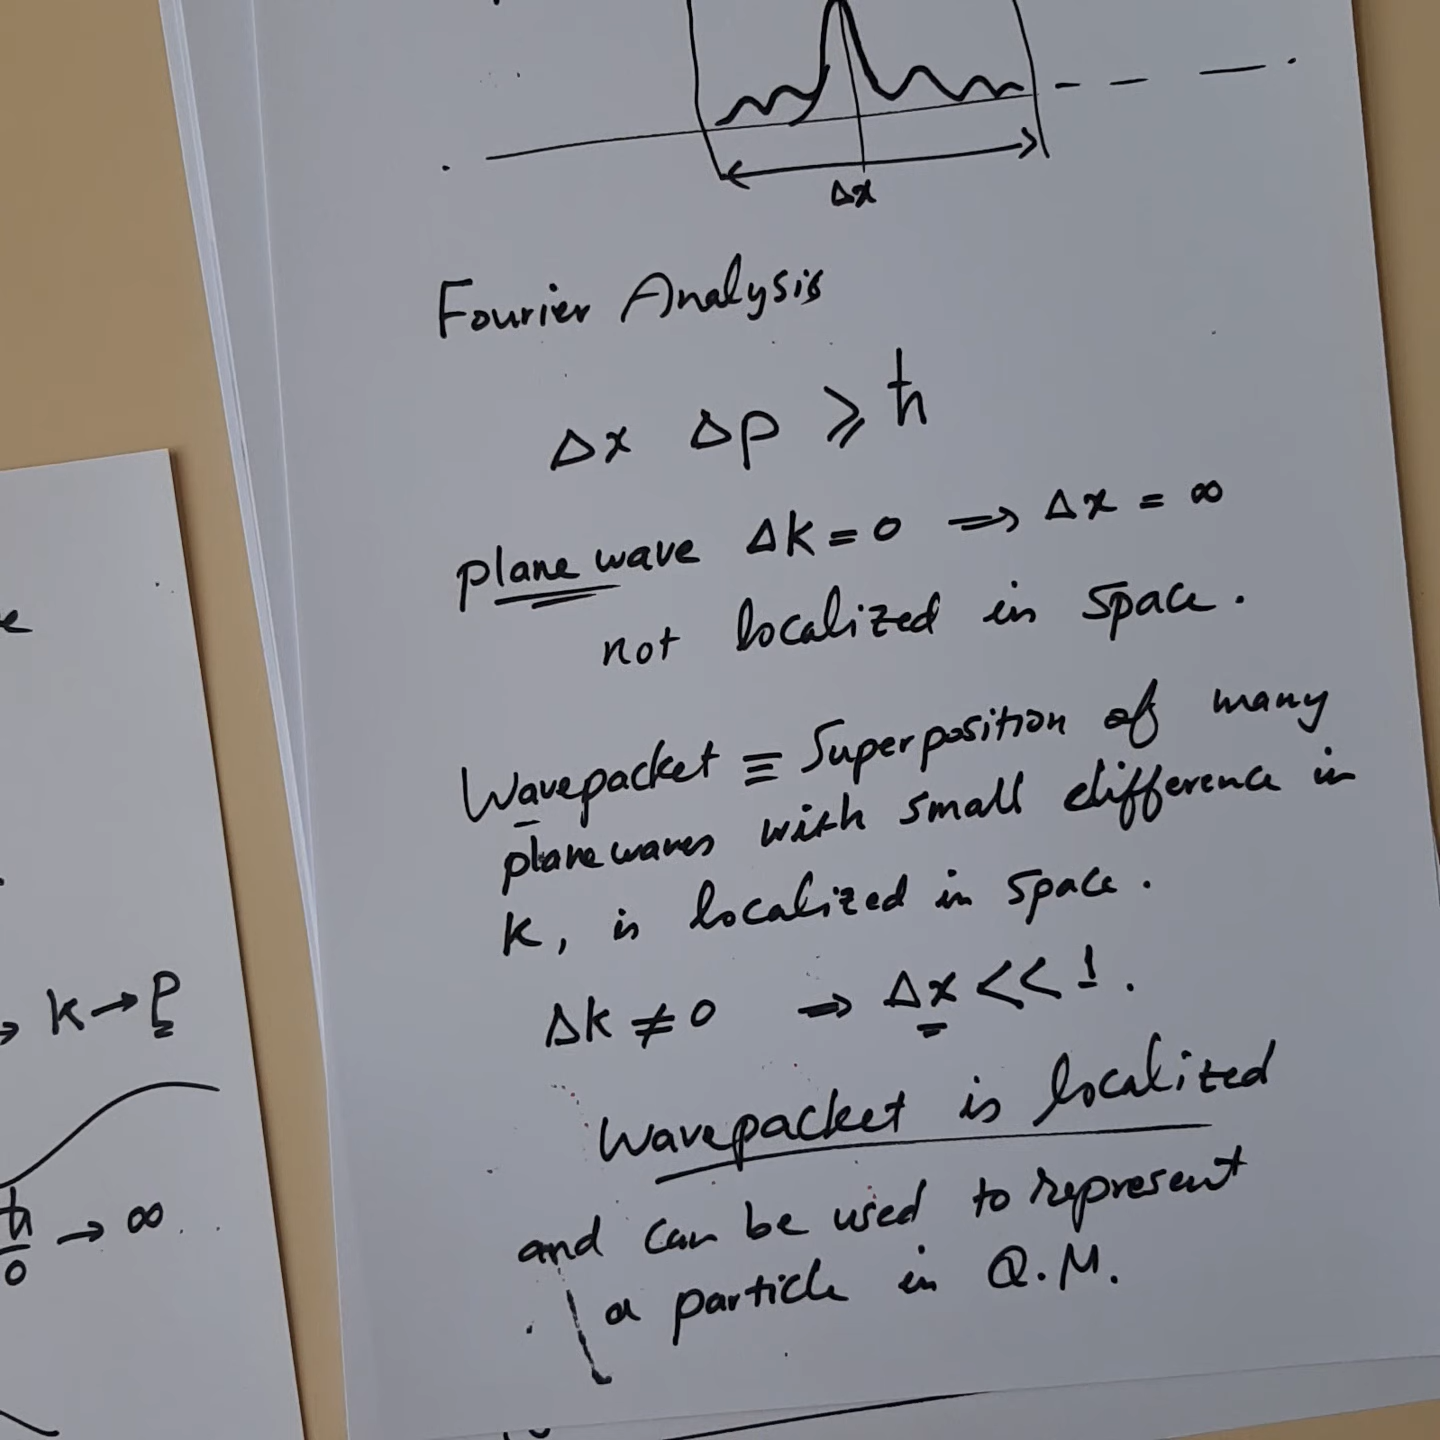 Δx
Fourier Analysis
Δx Δp ⩾ ħ
plane wave Δk = 0 ⇒ Δx = ∞
not localized in space.
Wavepacket ≡ Superposition of many
plane waves with small difference in
k, is localized in space.
Δk ≠ 0 ⇒ Δx << 1.
Wavepacket is localized
and can be used to represent
a particle in Q.M.
k → p
ħ/0 → ∞